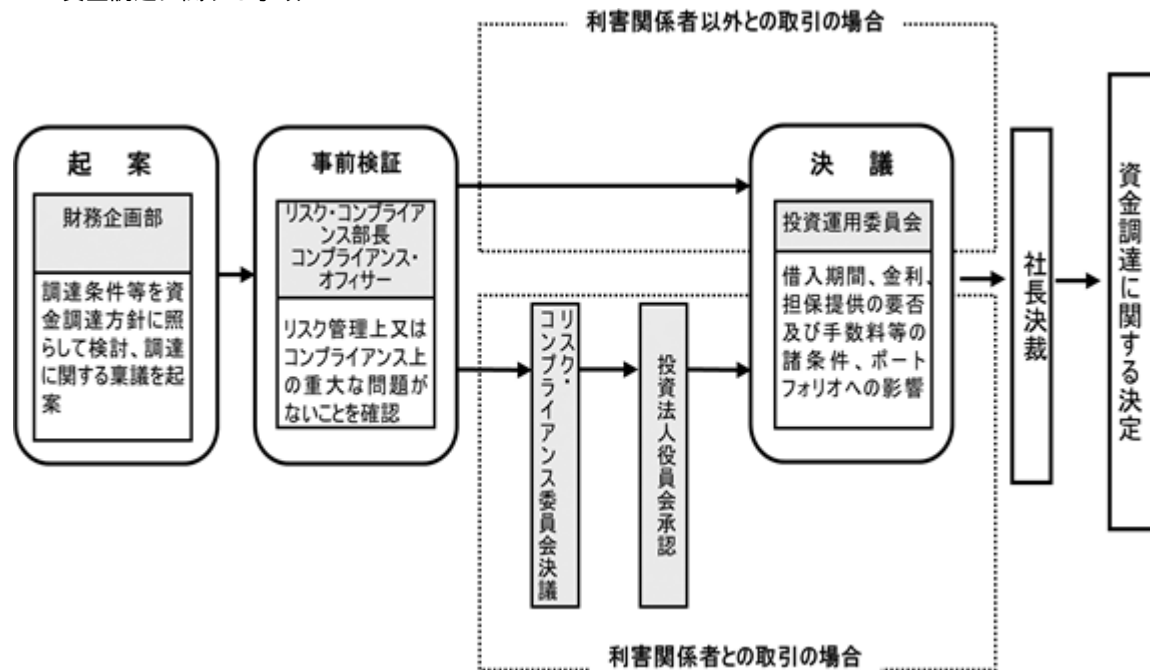 利害関係者以外との取引の場合
起　案
財務企画部
調達条件等を資
金調達方針に照
らして検討、調達
に関する稟議を起
案
事前検証
リスク・コンプライア
ンス部長
コンプライアンス・
オフィサー
リスク管理上又は
コンプライアンス上
の重大な問題が
ないことを確認
リスク・
コンプライアンス委員会決議
投資法人役員会承認
決　議
投資運用委員会
借入期間、金利、
担保提供の要否
及び手数料等の
諸条件、ポート
フォリオへの影響
社長決裁
資金調達に関する決定
利害関係者との取引の場合